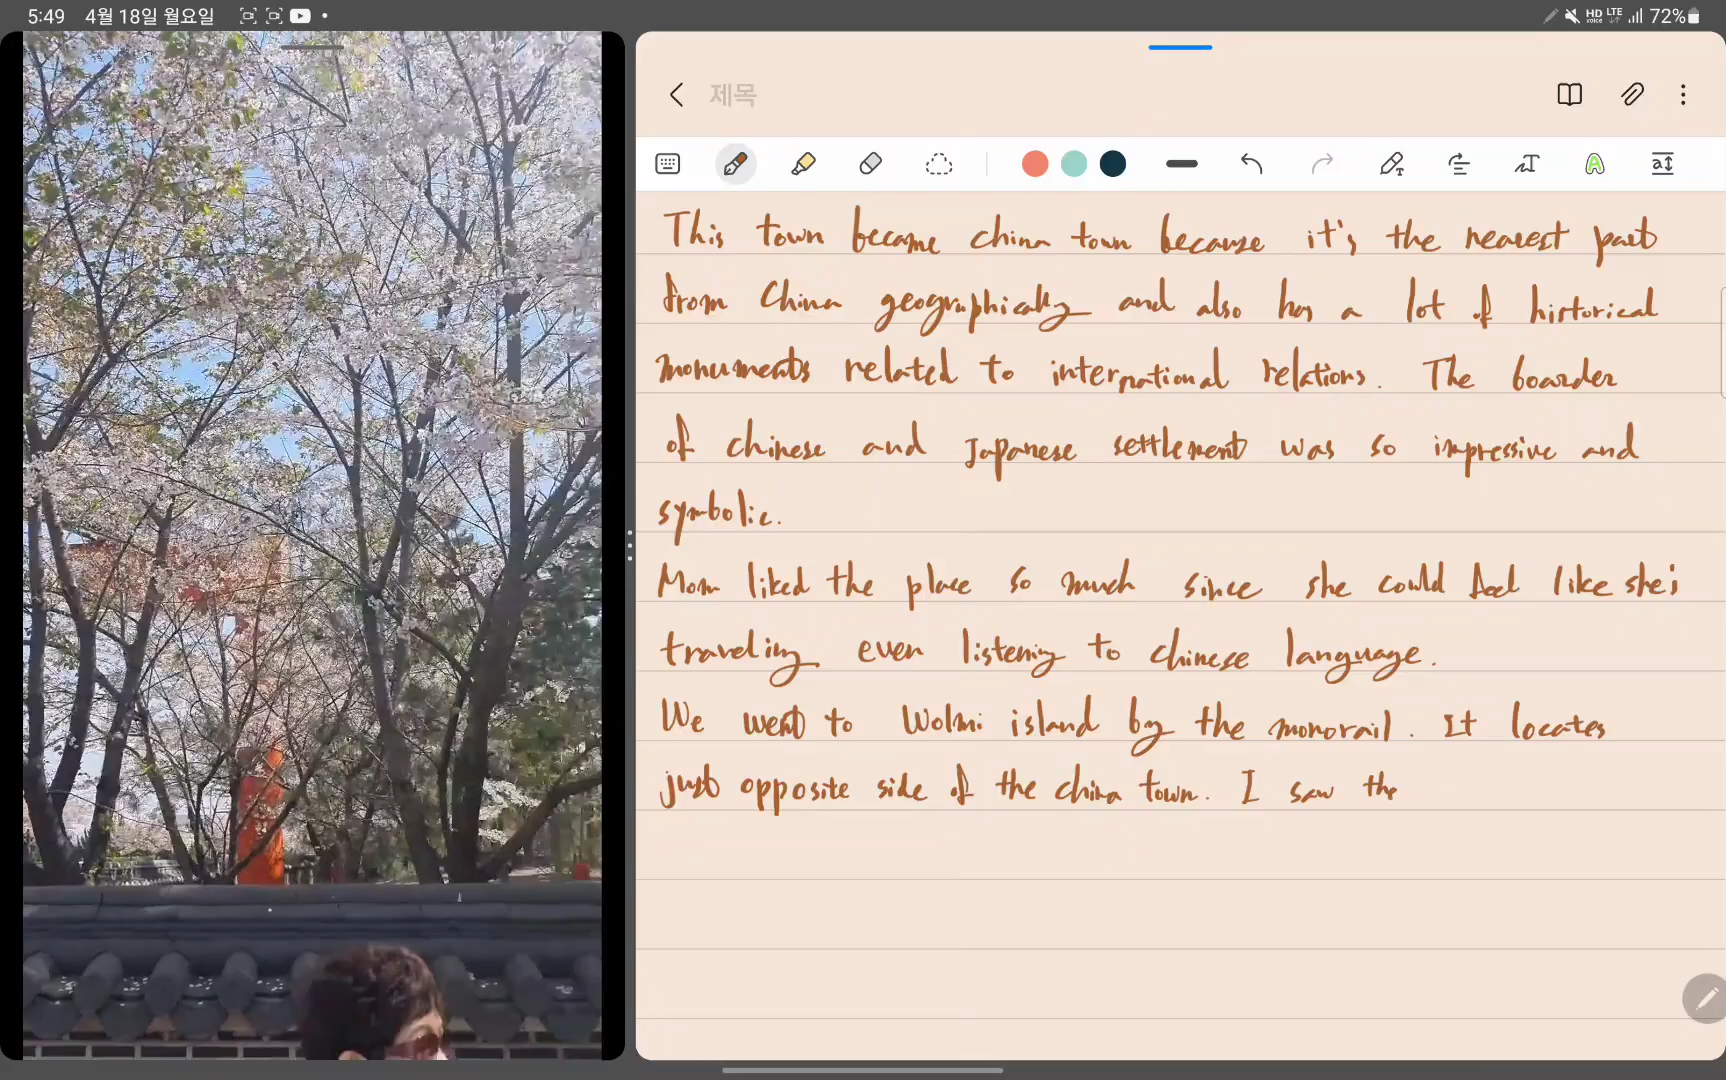 5:49 4월 18일 월요일
HD voice LTE 72%
제목
This town became china town because it's the nearest part
from China geographically and also has a lot of historical
monuments related to international relations. The boarder
of chinese and Japanese settlement was so impressive and
symbolic.
Mom liked the place so much since she could feel like she's
traveling even listening to chinese language.
We went to Wolmi island by the monorail. It locates
just opposite side of the china town. I saw the